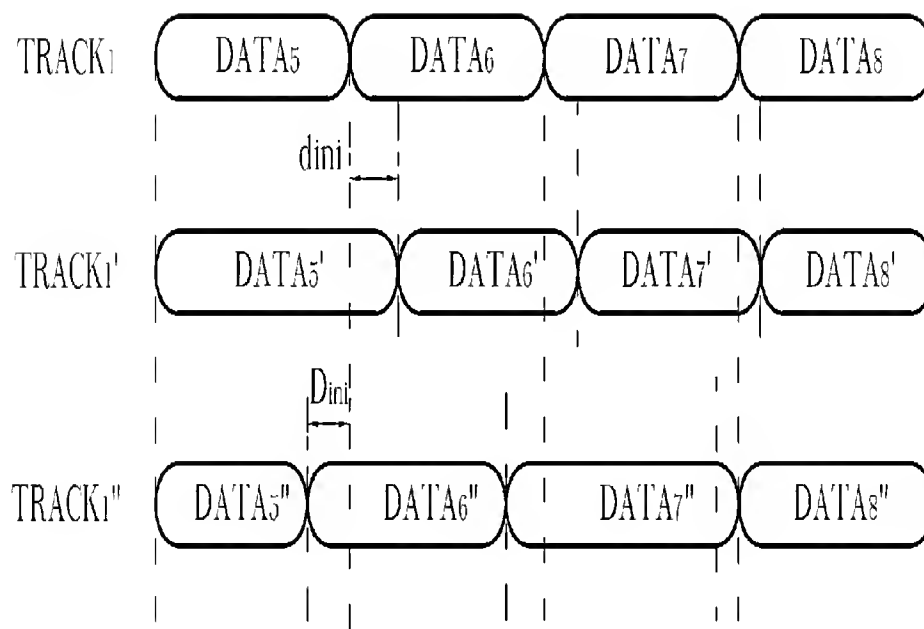 TRACK1 DATA5 DATA6 DATA7 DATA8
dini
TRACK1' DATA5' DATA6' DATA7' DATA8'
Dini
TRACK1" DATA5" DATA6" DATA7" DATA8"